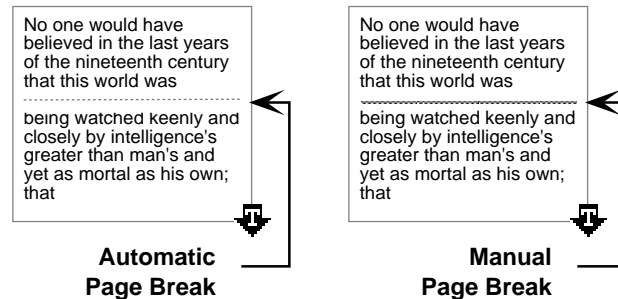 No one would have
believed in the last years
of the nineteenth century
that this world was
being watched keenly and
closely by intelligence's
greater than man's and
yet as mortal as his own;
that
Automatic
Page Break
No one would have
believed in the last years
of the nineteenth century
that this world was
being watched keenly and
closely by intelligence's
greater than man's and
yet as mortal as his own;
that
Manual
Page Break